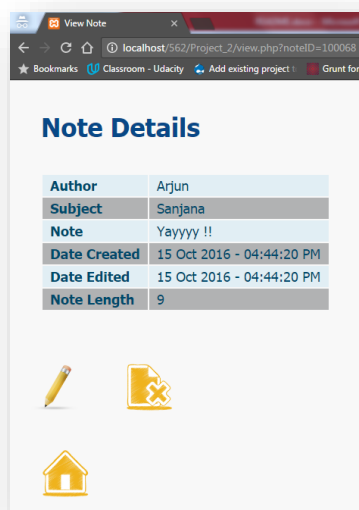 View Note
localhost/562/Project_2/view.php?noteID=100068
Bookmarks Classroom - Udacity Add existing project Grunt for
Note Details
Author Arjun
Subject Sanjana
Note Yayyyy !!
Date Created 15 Oct 2016 - 04:44:20 PM
Date Edited 15 Oct 2016 - 04:44:20 PM
Note Length 9